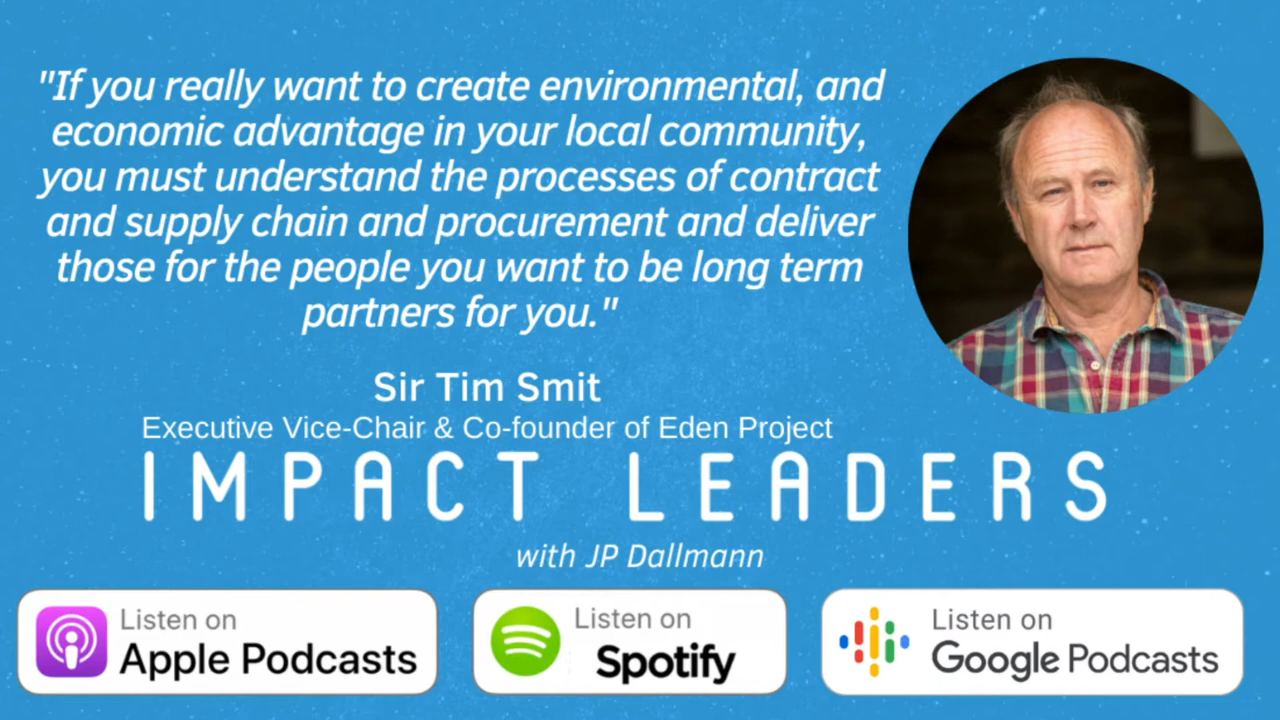 "If you really want to create environmental, and
economic advantage in your local community,
you must understand the processes of contract
and supply chain and procurement and deliver
those for the people you want to be long term
partners for you."
Sir Tim Smit
Executive Vice-Chair & Co-founder of Eden Project
IMPACT LEADERS
with JP Dallmann
Listen on
Apple Podcasts
Listen on
Spotify
Listen on
Google Podcasts